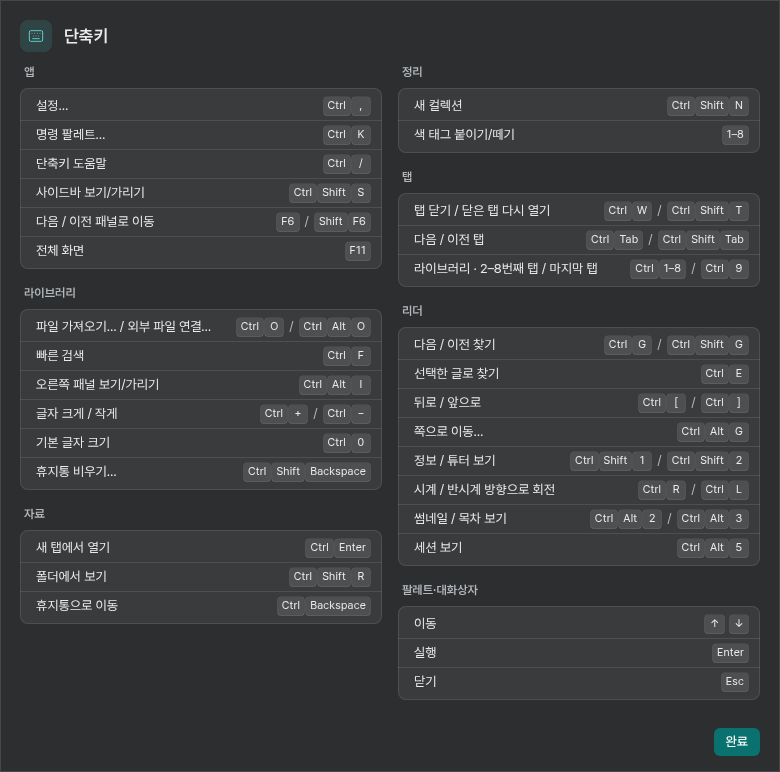 단축키
앱
설정... Ctrl ,
명령 팔레트... Ctrl K
단축키 도움말 Ctrl /
사이드바 보기/가리기 Ctrl Shift S
다음 / 이전 패널로 이동 F6 / Shift F6
전체 화면 F11
라이브러리
파일 가져오기... / 외부 파일 연결... Ctrl O / Ctrl Alt O
빠른 검색 Ctrl F
오른쪽 패널 보기/가리기 Ctrl Alt I
글자 크게 / 작게 Ctrl + / Ctrl −
기본 글자 크기 Ctrl 0
휴지통 비우기... Ctrl Shift Backspace
자료
새 탭에서 열기 Ctrl Enter
폴더에서 보기 Ctrl Shift R
휴지통으로 이동 Ctrl Backspace
정리
새 컬렉션 Ctrl Shift N
색 태그 붙이기/떼기 1–8
탭
탭 닫기 / 닫은 탭 다시 열기 Ctrl W / Ctrl Shift T
다음 / 이전 탭 Ctrl Tab / Ctrl Shift Tab
라이브러리 · 2–8번째 탭 / 마지막 탭 Ctrl 1–8 / Ctrl 9
리더
다음 / 이전 찾기 Ctrl G / Ctrl Shift G
선택한 글로 찾기 Ctrl E
뒤로 / 앞으로 Ctrl [ / Ctrl ]
쪽으로 이동... Ctrl Alt G
정보 / 튜터 보기 Ctrl Shift 1 / Ctrl Shift 2
시계 / 반시계 방향으로 회전 Ctrl R / Ctrl L
썸네일 / 목차 보기 Ctrl Alt 2 / Ctrl Alt 3
세션 보기 Ctrl Alt 5
팔레트·대화상자
이동 ↑ ↓
실행 Enter
닫기 Esc
완료